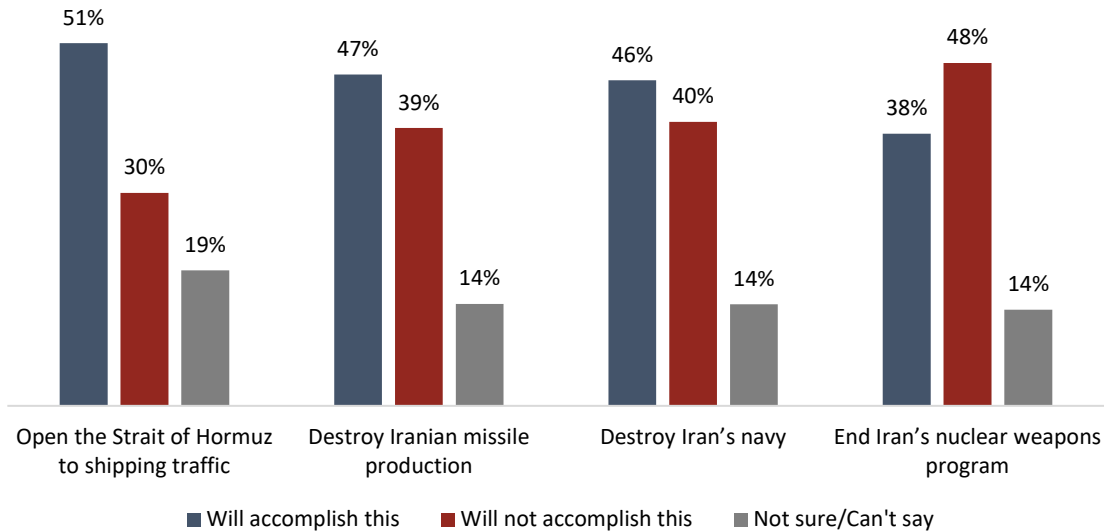 51%
30%
19%
47%
39%
14%
46%
40%
14%
38%
48%
14%
Open the Strait of Hormuz
to shipping traffic
Destroy Iranian missile
production
Destroy Iran’s navy
End Iran’s nuclear weapons
program
Will accomplish this
Will not accomplish this
Not sure/Can't say